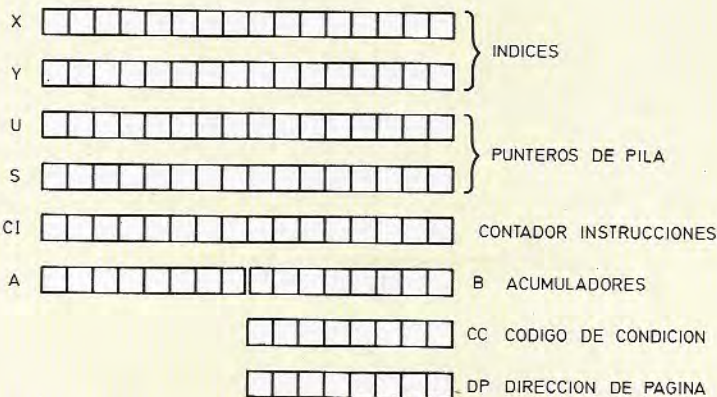 X
INDICES
Y
U
PUNTEROS DE PILA
S
CI CONTADOR INSTRUCCIONES
A B ACUMULADORES
CC CODIGO DE CONDICION
DP DIRECCION DE PAGINA